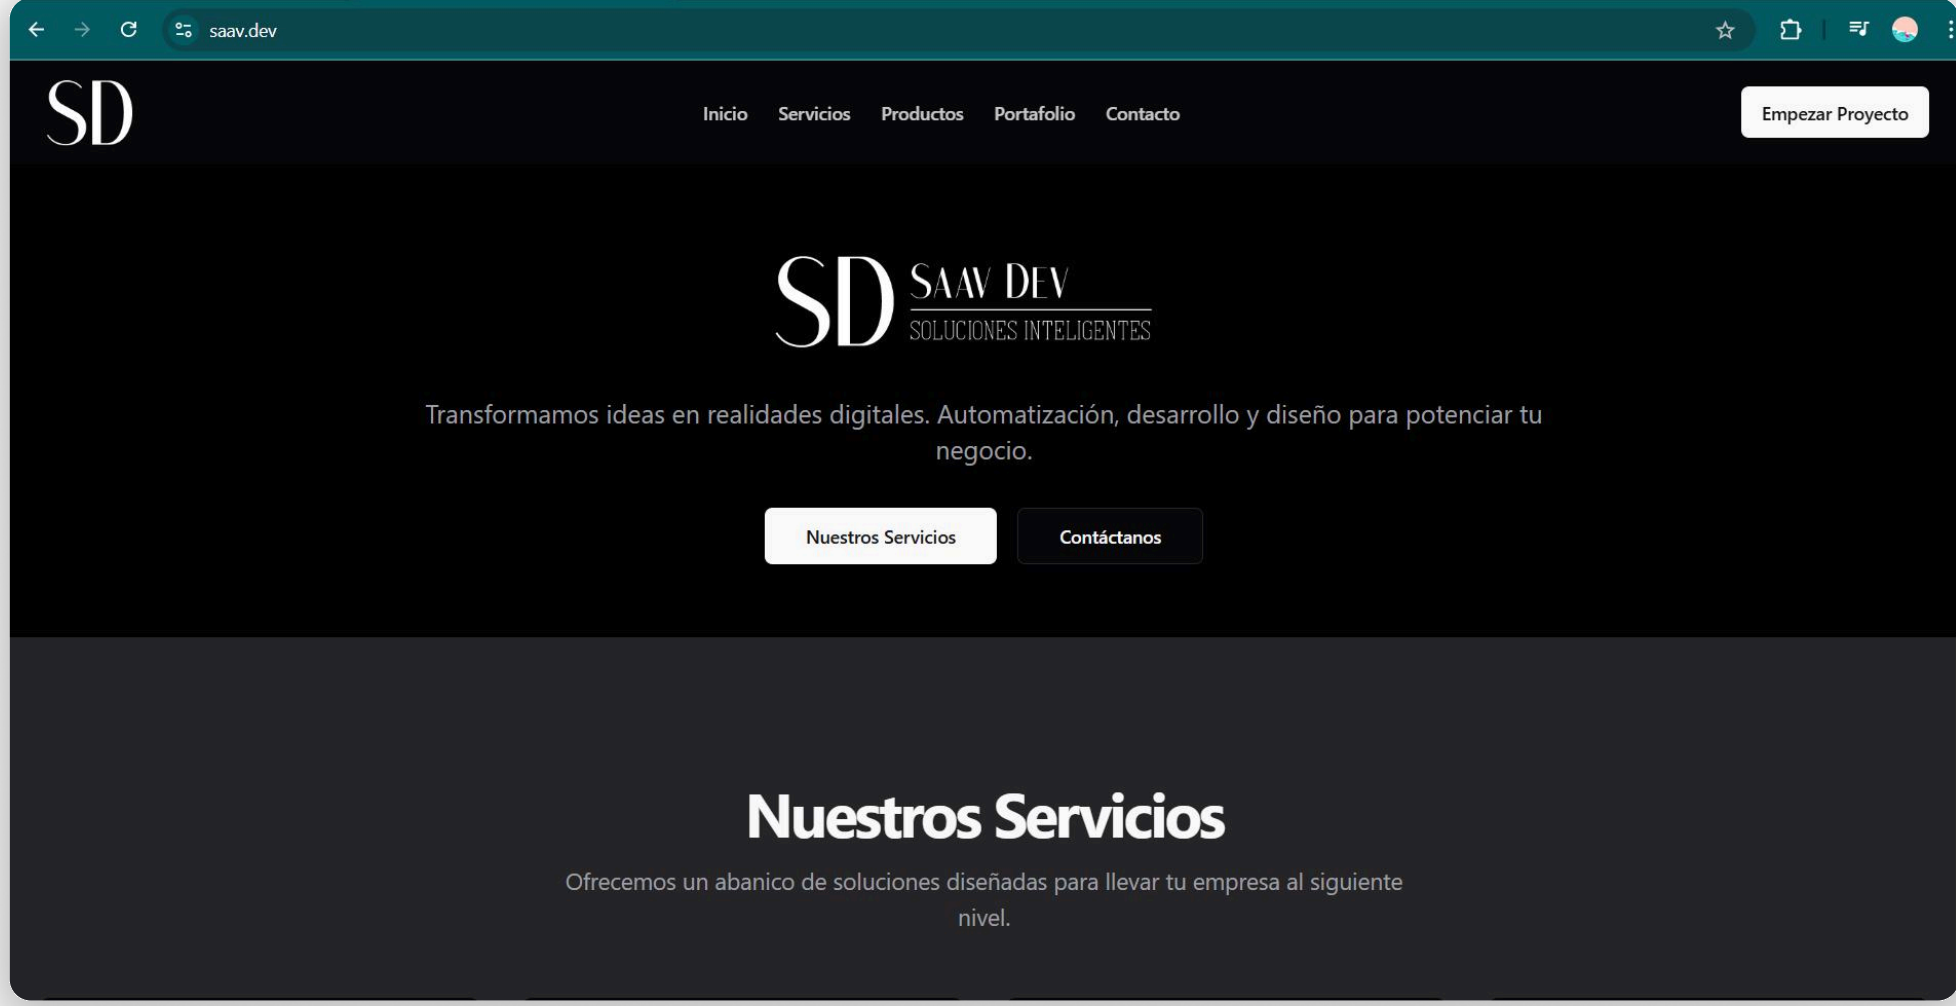 saav.dev
SD
Inicio Servicios Productos Portafolio Contacto
Empezar Proyecto
SD
SAAV DEV
SOLUCIONES INTELIGENTES
Transformamos ideas en realidades digitales. Automatización, desarrollo y diseño para potenciar tu
negocio.
Nuestros Servicios Contáctanos
Nuestros Servicios
Ofrecemos un abanico de soluciones diseñadas para llevar tu empresa al siguiente
nivel.